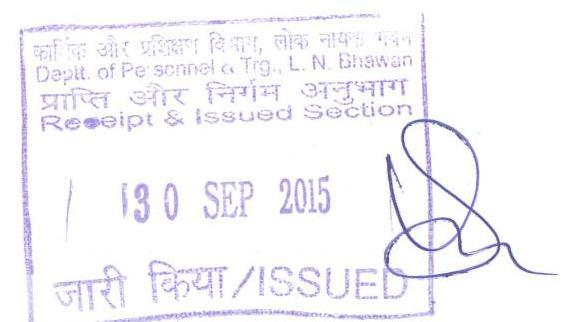 कार्मिक और प्रशिक्षण विभाग, लोक नायक भवन
Deptt. of Personnel & Trg., L. N. Bhawan
प्राप्ति और निगम अनुभाग
Receipt & Issued Section
30 SEP 2015
जारी किया/ISSUED